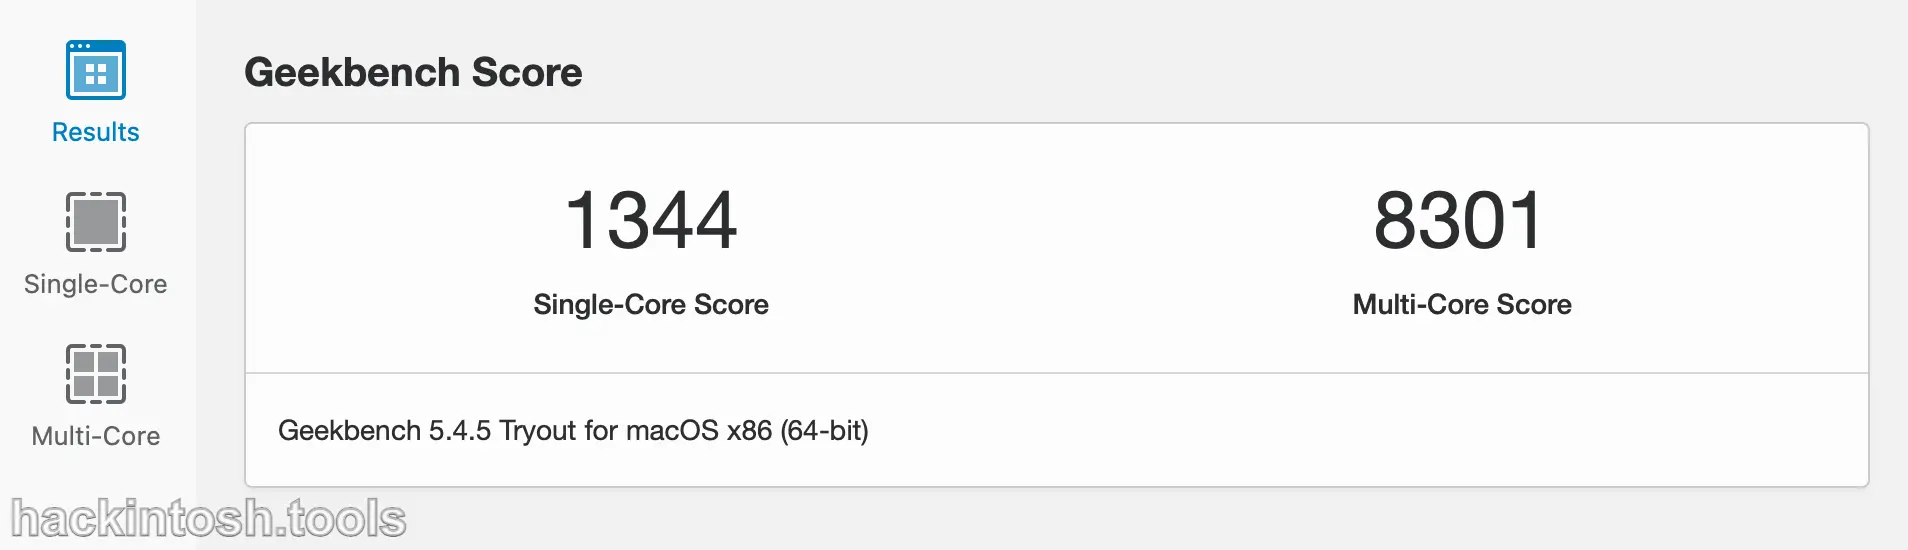 Results
Single-Core
Multi-Core
Geekbench Score
1344
Single-Core Score
8301
Multi-Core Score
Geekbench 5.4.5 Tryout for macOS x86 (64-bit)
hackintosh.tools